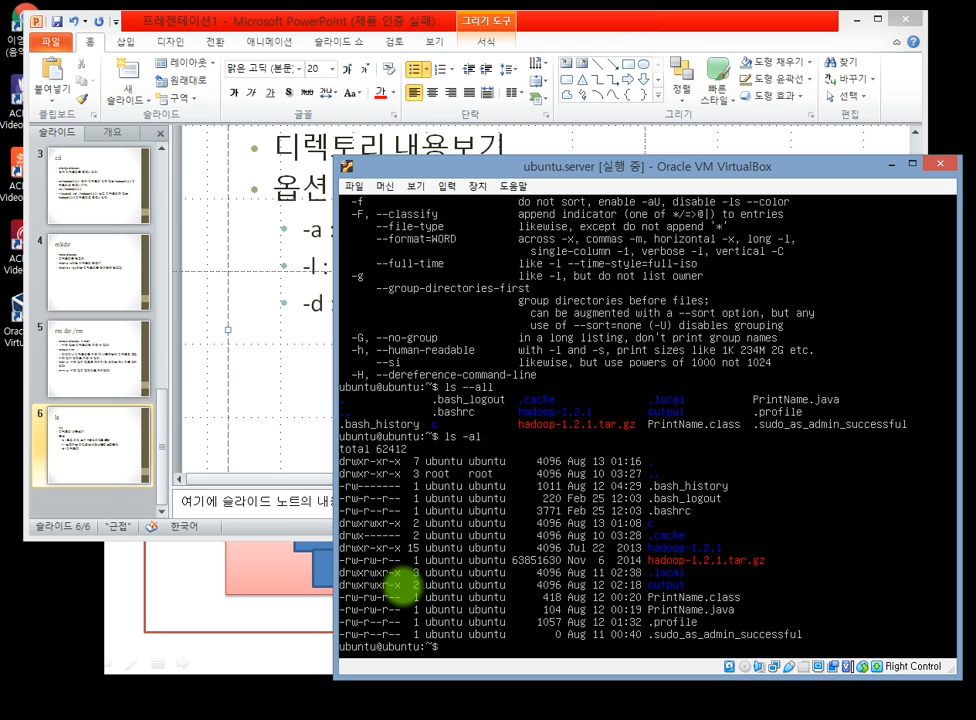 프레젠테이션1 - Microsoft PowerPoint (제품 인증 실패)
그리기 도구
파일 홈 삽입 디자인 전환 애니메이션 슬라이드 쇼 검토 보기 서식
붙여넣기
클립보드
새 슬라이드
레이아웃
원래대로
구역
슬라이드
맑은 고딕 (본문)
20
글꼴
단락
정렬
빠른 스타일
도형 채우기
도형 윤곽선
도형 효과
그리기
찾기
바꾸기
선택
편집
슬라이드 개요
3
cd
4
mkdir
5
rm dir /rm
6
ls
디렉토리 내용보기
옵션
-a :
-l :
-d :
여기에 슬라이드 노트의 내
슬라이드 6/6 "근접" 한국어
ubuntu.server [실행 중] - Oracle VM VirtualBox
파일 머신 보기 입력 장치 도움말
-f do not sort, enable -aU, disable -ls --color
-F, --classify append indicator (one of */=>@|) to entries
--file-type likewise, except do not append '*'
--format=WORD across -x, commas -m, horizontal -x, long -l,
single-column -1, verbose -l, vertical -C
--full-time like -l --time-style=full-iso
-g like -l, but do not list owner
--group-directories-first
group directories before files;
can be augmented with a --sort option, but any
use of --sort=none (-U) disables grouping
-G, --no-group in a long listing, don't print group names
-h, --human-readable with -l and -s, print sizes like 1K 234M 2G etc.
--si likewise, but use powers of 1000 not 1024
-H, --dereference-command-line
ubuntu@ubuntu:~$ ls --all
. .bash_logout .cache .local PrintName.java
.. .bashrc hadoop-1.2.1 output .profile
.bash_history c hadoop-1.2.1.tar.gz PrintName.class .sudo_as_admin_successful
ubuntu@ubuntu:~$ ls -al
total 62412
drwxr-xr-x 7 ubuntu ubuntu 4096 Aug 13 01:16 .
drwxr-xr-x 3 root root 4096 Aug 10 03:27 ..
-rw------- 1 ubuntu ubuntu 1011 Aug 12 04:29 .bash_history
-rw-r--r-- 1 ubuntu ubuntu 220 Feb 25 12:03 .bash_logout
-rw-r--r-- 1 ubuntu ubuntu 3771 Feb 25 12:03 .bashrc
drwxrwxr-x 2 ubuntu ubuntu 4096 Aug 13 01:08 c
drwx------ 2 ubuntu ubuntu 4096 Aug 10 03:28 .cache
drwxr-xr-x 15 ubuntu ubuntu 4096 Jul 22 2013 hadoop-1.2.1
-rw-rw-r-- 1 ubuntu ubuntu 63851630 Nov 6 2014 hadoop-1.2.1.tar.gz
drwxrwxr-x 3 ubuntu ubuntu 4096 Aug 11 02:38 .local
drwxrwxr-x 2 ubuntu ubuntu 4096 Aug 12 02:18 output
-rw-rw-r-- 1 ubuntu ubuntu 418 Aug 12 00:20 PrintName.class
-rw-rw-r-- 1 ubuntu ubuntu 104 Aug 12 00:19 PrintName.java
-rw-r--r-- 1 ubuntu ubuntu 1057 Aug 12 01:32 .profile
-rw-rw-r-- 1 ubuntu ubuntu 0 Aug 11 00:40 .sudo_as_admin_successful
ubuntu@ubuntu:~$
Right Control